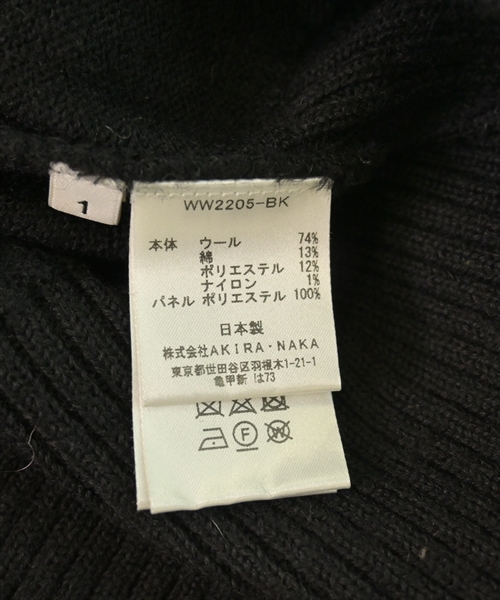 1
WW2205-BK
本体 ウール 74%
綿 13%
ポリエステル 12%
ナイロン 1%
パネル ポリエステル 100%
日本製
株式会社AKIRA・NAKA
東京都世田谷区羽根木1-21-1
亀甲新 は73
F
W